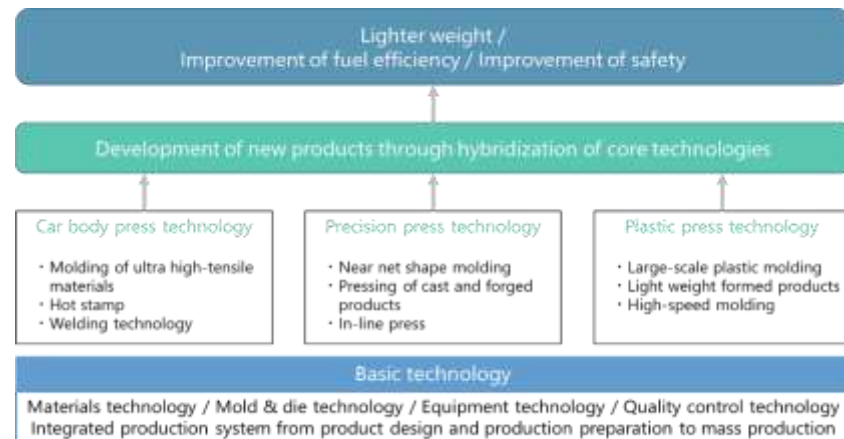 Lighter weight /
Improvement of fuel efficiency / Improvement of safety
Development of new products through hybridization of core technologies
Car body press technology
・Molding of ultra high-tensile
materials
・Hot stamp
・Welding technology
Precision press technology
・Near net shape molding
・Pressing of cast and forged
products
・In-line press
Plastic press technology
・Large-scale plastic molding
・Light weight formed products
・High-speed molding
Basic technology
Materials technology / Mold & die technology / Equipment technology / Quality control technology
Integrated production system from product design and production preparation to mass production